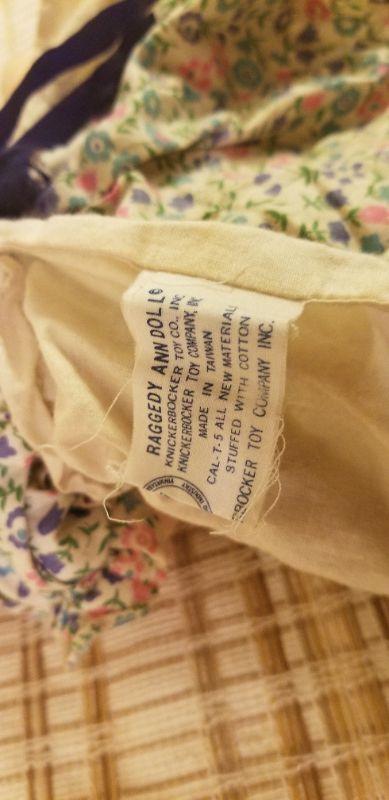 RAGGEDY ANN DOLL
KNICKERBOCKER TOY CO., INC
KNICKERBOCKER TOY COMPANY,
MADE IN TAIWAN
CAL-T-5 ALL NEW MATERIAL
STUFFED WITH COTTON
BOCKER TOY COMPANY INC.